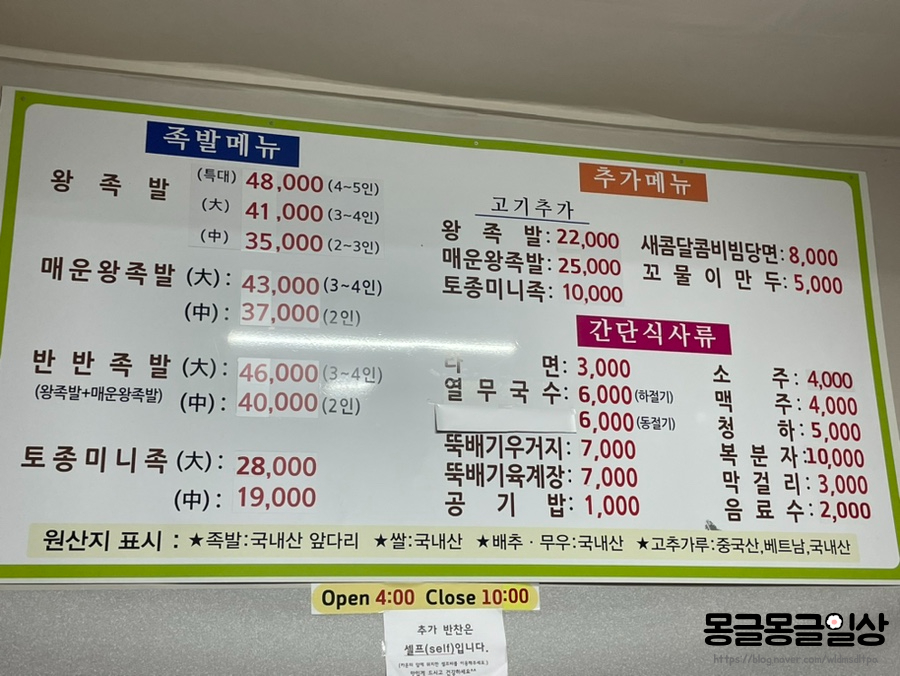 족발메뉴
왕족발 (특대) 48,000 (4~5인)
(大) 41,000 (3~4인)
(中) 35,000 (2~3인)
매운왕족발 (大): 43,000 (3~4인)
(中): 37,000 (2인)
반반족발 (大): 46,000 (3~4인)
(왕족발+매운왕족발) (中): 40,000 (2인)
토종미니족 (大): 28,000
(中): 19,000
추가메뉴
고기추가
왕족발: 22,000
매운왕족발: 25,000
토종미니족: 10,000
새콤달콤비빔당면: 8,000
꼬물이만두: 5,000
간단식사류
면: 3,000
열무국수: 6,000 (하절기)
6,000 (동절기)
뚝배기우거지: 7,000
뚝배기육계장: 7,000
공기밥: 1,000
소주: 4,000
맥주: 4,000
청하: 5,000
복분자: 10,000
막걸리: 3,000
음료수: 2,000
원산지 표시 : ★족발:국내산 앞다리 ★쌀:국내산 ★배추·무우:국내산 ★고추가루:중국산,베트남,국내산
Open 4:00 Close 10:00
추가 반찬은
셀프(self)입니다.
몽글몽글일상